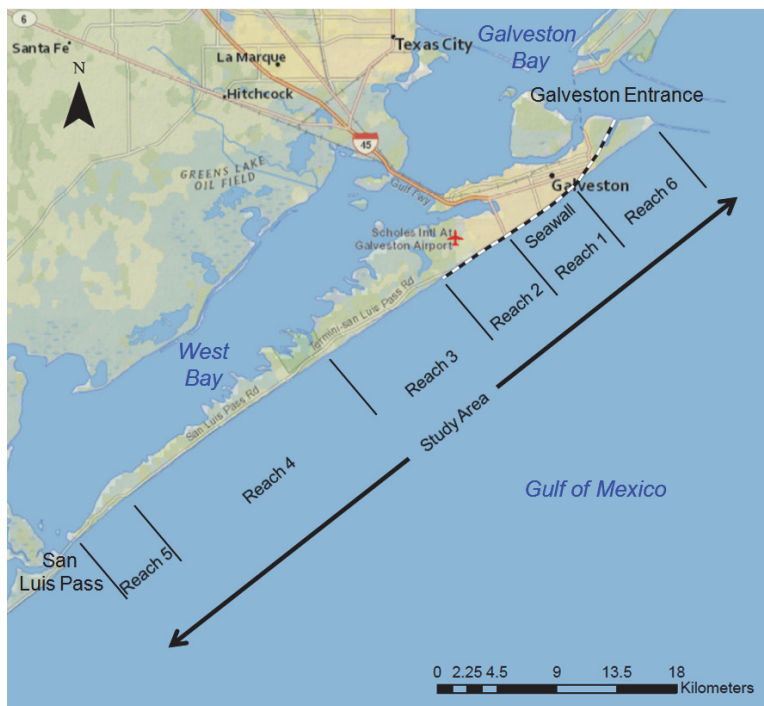 6
Santa Fe
La Marque
Texas City
Galveston
Bay
N
Hitchcock
Galveston Entrance
45
GREENS LAKE
OIL FIELD
Gulf Fwy
Galveston
Scholes Intl At
Galveston Airport
Seawall
Reach 6
Reach 1
Reach 2
Termini-san Luis Pass Rd
Reach 3
West
Bay
San Luis Pass Rd
Study Area
Reach 4
Gulf of Mexico
San
Luis Pass
Reach 5
0 2.25 4.5 9 13.5 18
Kilometers